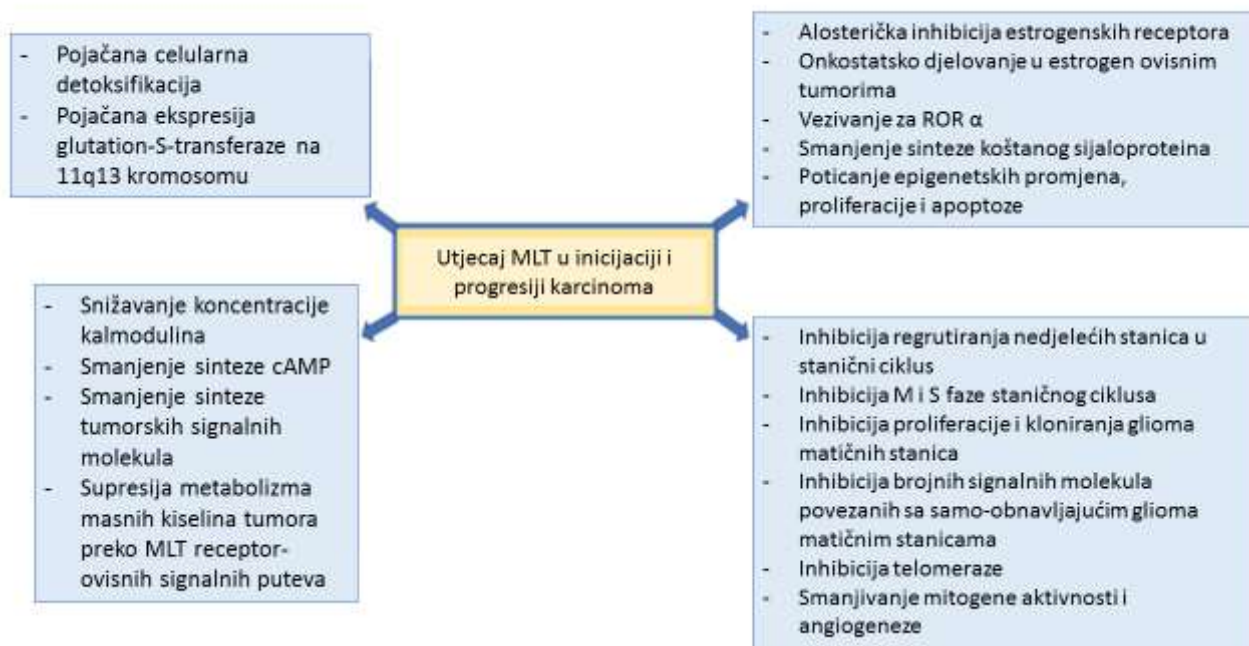 - Pojačana celularna
detoksifikacija
- Pojačana ekspresija
glutation-S-transferaze na
11q13 kromosomu
- Alosterička inhibicija estrogenskih receptora
- Onkostatsko djelovanje u estrogen ovisnim
tumorima
- Vezivanje za ROR α
- Smanjenje sinteze koštanog sijaloproteina
- Poticanje epigenetskih promjena,
proliferacije i apoptoze
Utjecaj MLT u inicijaciji i
progresiji karcinoma
- Snižavanje koncentracije
kalmodulina
- Smanjenje sinteze cAMP
- Smanjenje sinteze
tumorskih signalnih
molekula
- Supresija metabolizma
masnih kiselina tumora
preko MLT receptor-
ovisnih signalnih puteva
- Inhibicija regrutiranja nedjelećih stanica u
stanični ciklus
- Inhibicija M i S faze staničnog ciklusa
- Inhibicija proliferacije i kloniranja glioma
matičnih stanica
- Inhibicija brojnih signalnih molekula
povezanih sa samo-obnavljajućim glioma
matičnim stanicama
- Inhibicija telomeraze
- Smanjivanje mitogene aktivnosti i
angiogeneze